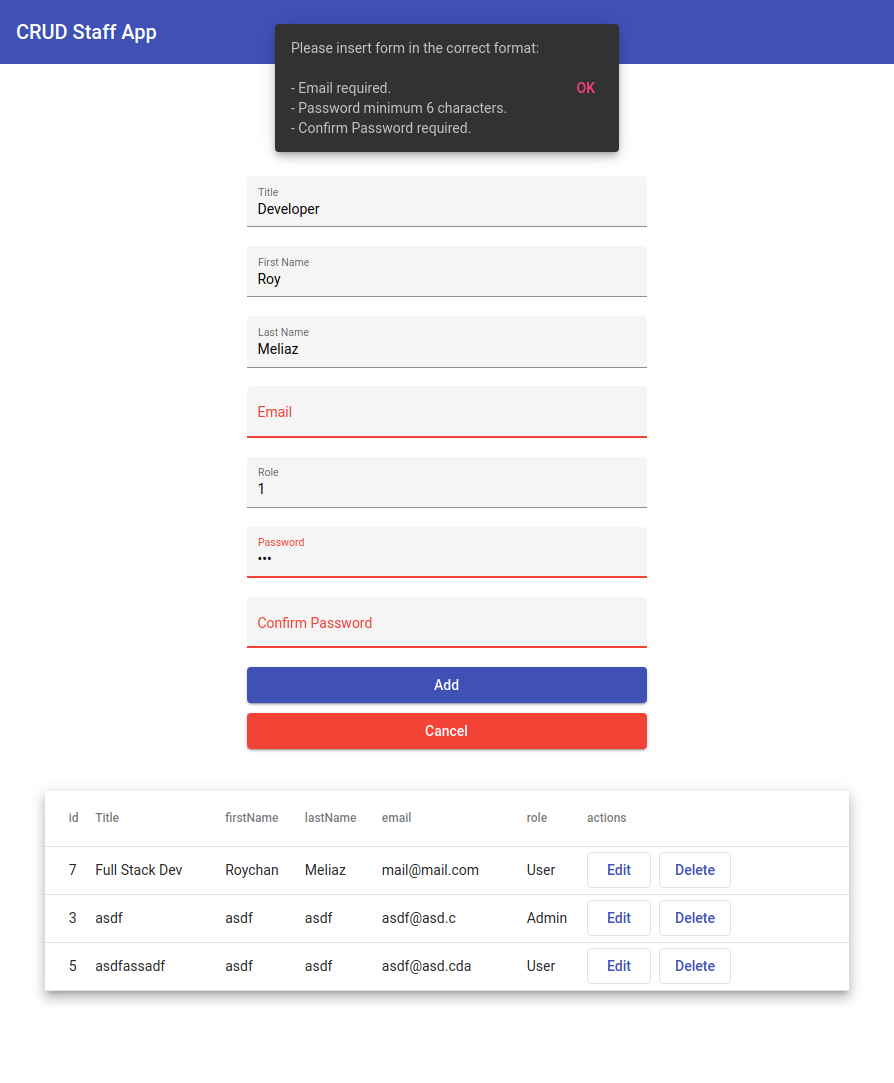 CRUD Staff App
Please insert form in the correct format:
- Email required.
OK
- Password minimum 6 characters.
- Confirm Password required.
Title
Developer
First Name
Roy
Last Name
Meliaz
Email
Role
1
Password
•••
Confirm Password
Add
Cancel
id Title firstName lastName email role actions
7 Full Stack Dev Roychan Meliaz mail@mail.com User Edit Delete
3 asdf asdf asdf asdf@asd.c Admin Edit Delete
5 asdfassadf asdf asdf asdf@asd.cda User Edit Delete